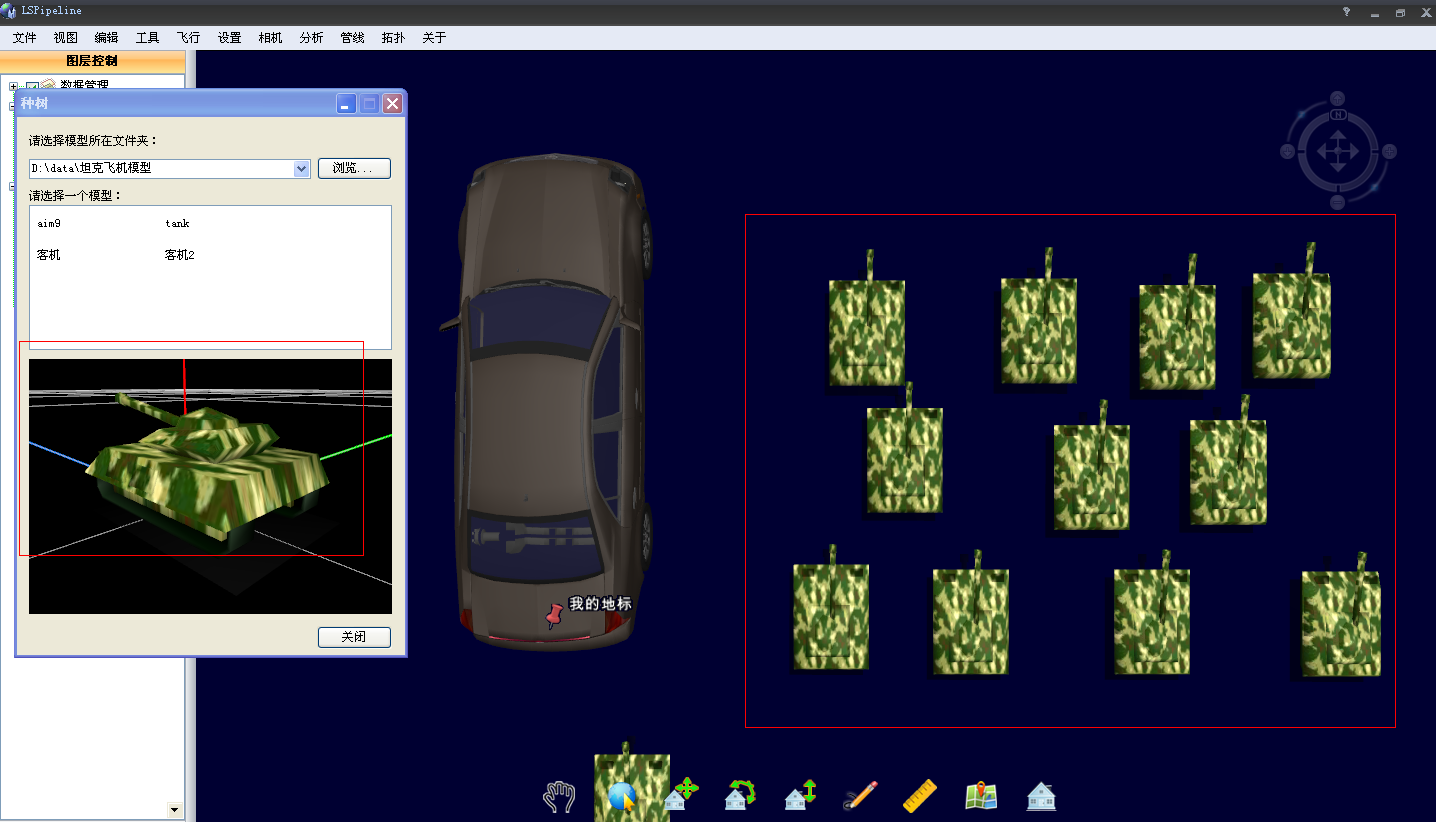 LSPipeline
文件 视图 编辑 工具 飞行 设置 相机 分析 管线 拓扑 关于
图层控制
数据管理
种树
请选择模型所在文件夹：
D:\data\坦克飞机模型 浏览...
请选择一个模型：
aim9 tank
客机 客机2
关闭
N
我的地标